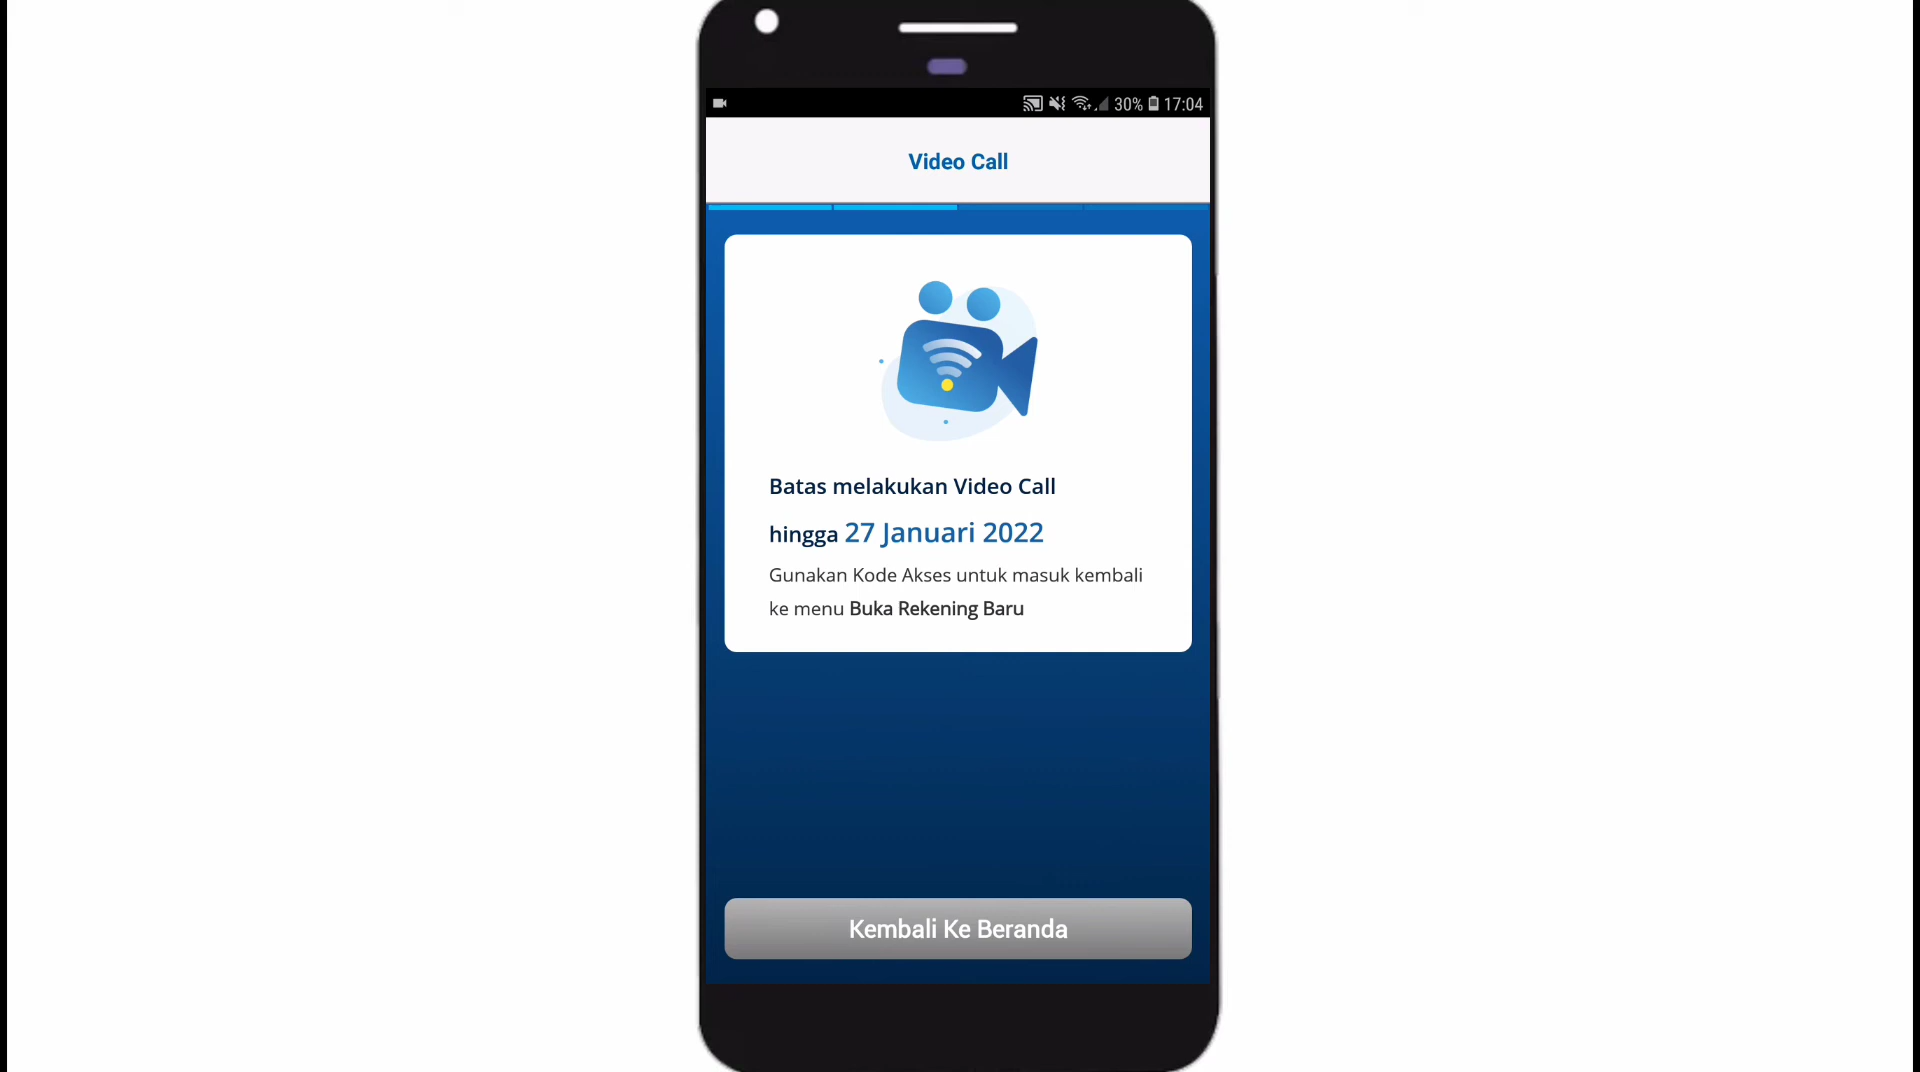 30% 17:04
Video Call
Batas melakukan Video Call
hingga 27 Januari 2022
Gunakan Kode Akses untuk masuk kembali
ke menu Buka Rekening Baru
Kembali Ke Beranda